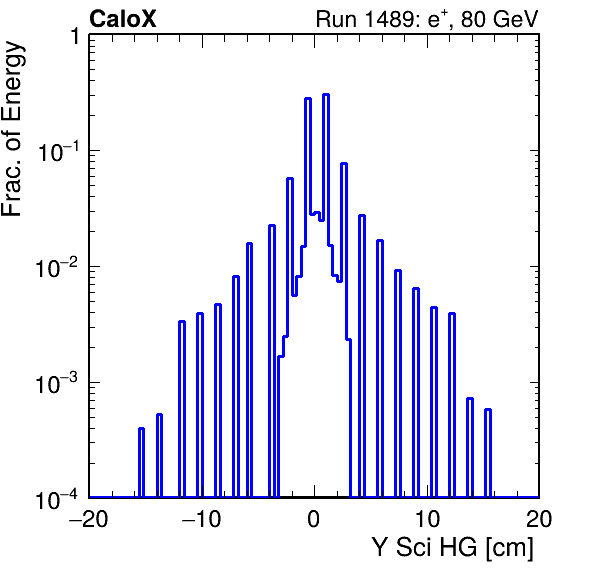 CaloX Run 1489: e⁺, 80 GeV
Frac. of Energy
1
10⁻¹
10⁻²
10⁻³
10⁻⁴
−20 −10 0 10 20
Y Sci HG [cm]